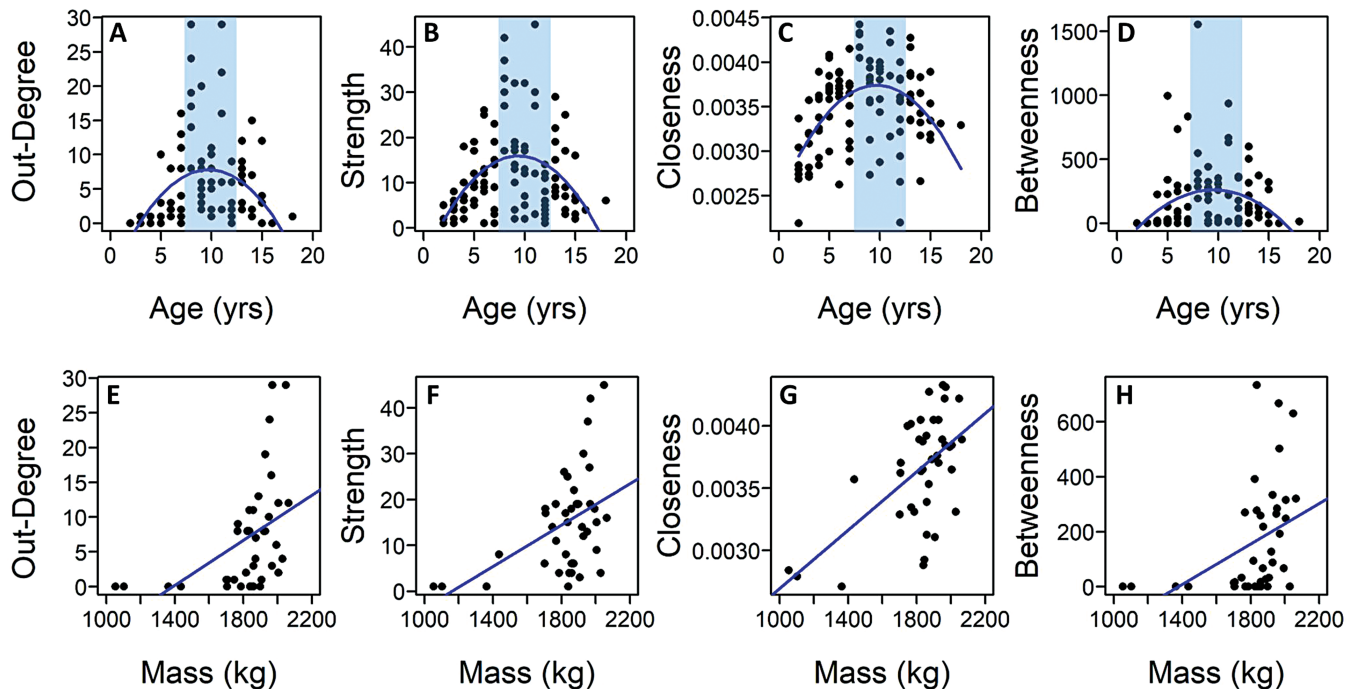 A
Out-Degree
30
25
20
15
10
5
0
0 5 10 15 20
Age (yrs)
B
Strength
40
30
20
10
0
0 5 10 15 20
Age (yrs)
C
Closeness
0.0045
0.0035
0.0025
0 5 10 15 20
Age (yrs)
D
Betweenness
1500
1000
500
0
0 5 10 15 20
Age (yrs)
E
Out-Degree
30
25
20
15
10
5
0
1000 1400 1800 2200
Mass (kg)
F
Strength
40
30
20
10
0
1000 1400 1800 2200
Mass (kg)
G
Closeness
0.0040
0.0035
0.0030
1000 1400 1800 2200
Mass (kg)
H
Betweenness
600
400
200
0
1000 1400 1800 2200
Mass (kg)